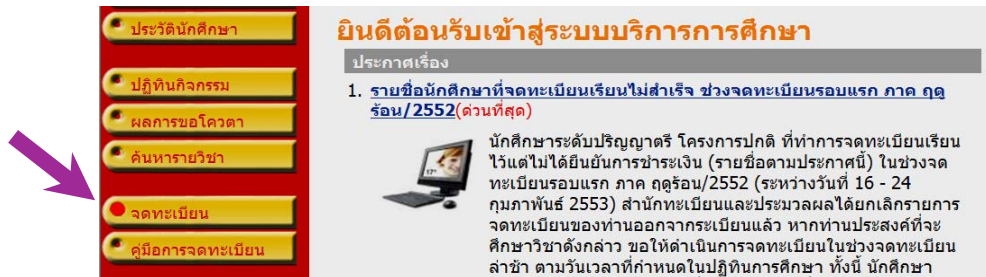 ประวัตินักศึกษา
ปฏิทินกิจกรรม
ผลการขอโควตา
ค้นหารายวิชา
จดทะเบียน
คู่มือการจดทะเบียน
ยินดีต้อนรับเข้าสู่ระบบบริการการศึกษา
ประกาศเรื่อง
1. รายชื่อนักศึกษาที่จดทะเบียนเรียนไม่สำเร็จ ช่วงจดทะเบียนรอบแรก ภาค ฤดู
ร้อน/2552(ด่วนที่สุด)
นักศึกษาระดับปริญญาตรี โครงการปกติ ที่ทำการจดทะเบียนเรียน
ไว้แต่ไม่ได้ยืนยันการชำระเงิน (รายชื่อตามประกาศนี้) ในช่วงจด
ทะเบียนรอบแรก ภาค ฤดูร้อน/2552 (ระหว่างวันที่ 16 - 24
กุมภาพันธ์ 2553) สำนักทะเบียนและประมวลผลได้ยกเลิกรายการ
จดทะเบียนของท่านออกจากระเบียนแล้ว หากท่านประสงค์ที่จะ
ศึกษาวิชาดังกล่าว ขอให้ดำเนินการจดทะเบียนในช่วงจดทะเบียน
ล่าช้า ตามวันเวลาที่กำหนดในปฏิทินการศึกษา ทั้งนี้ นักศึกษา
17"